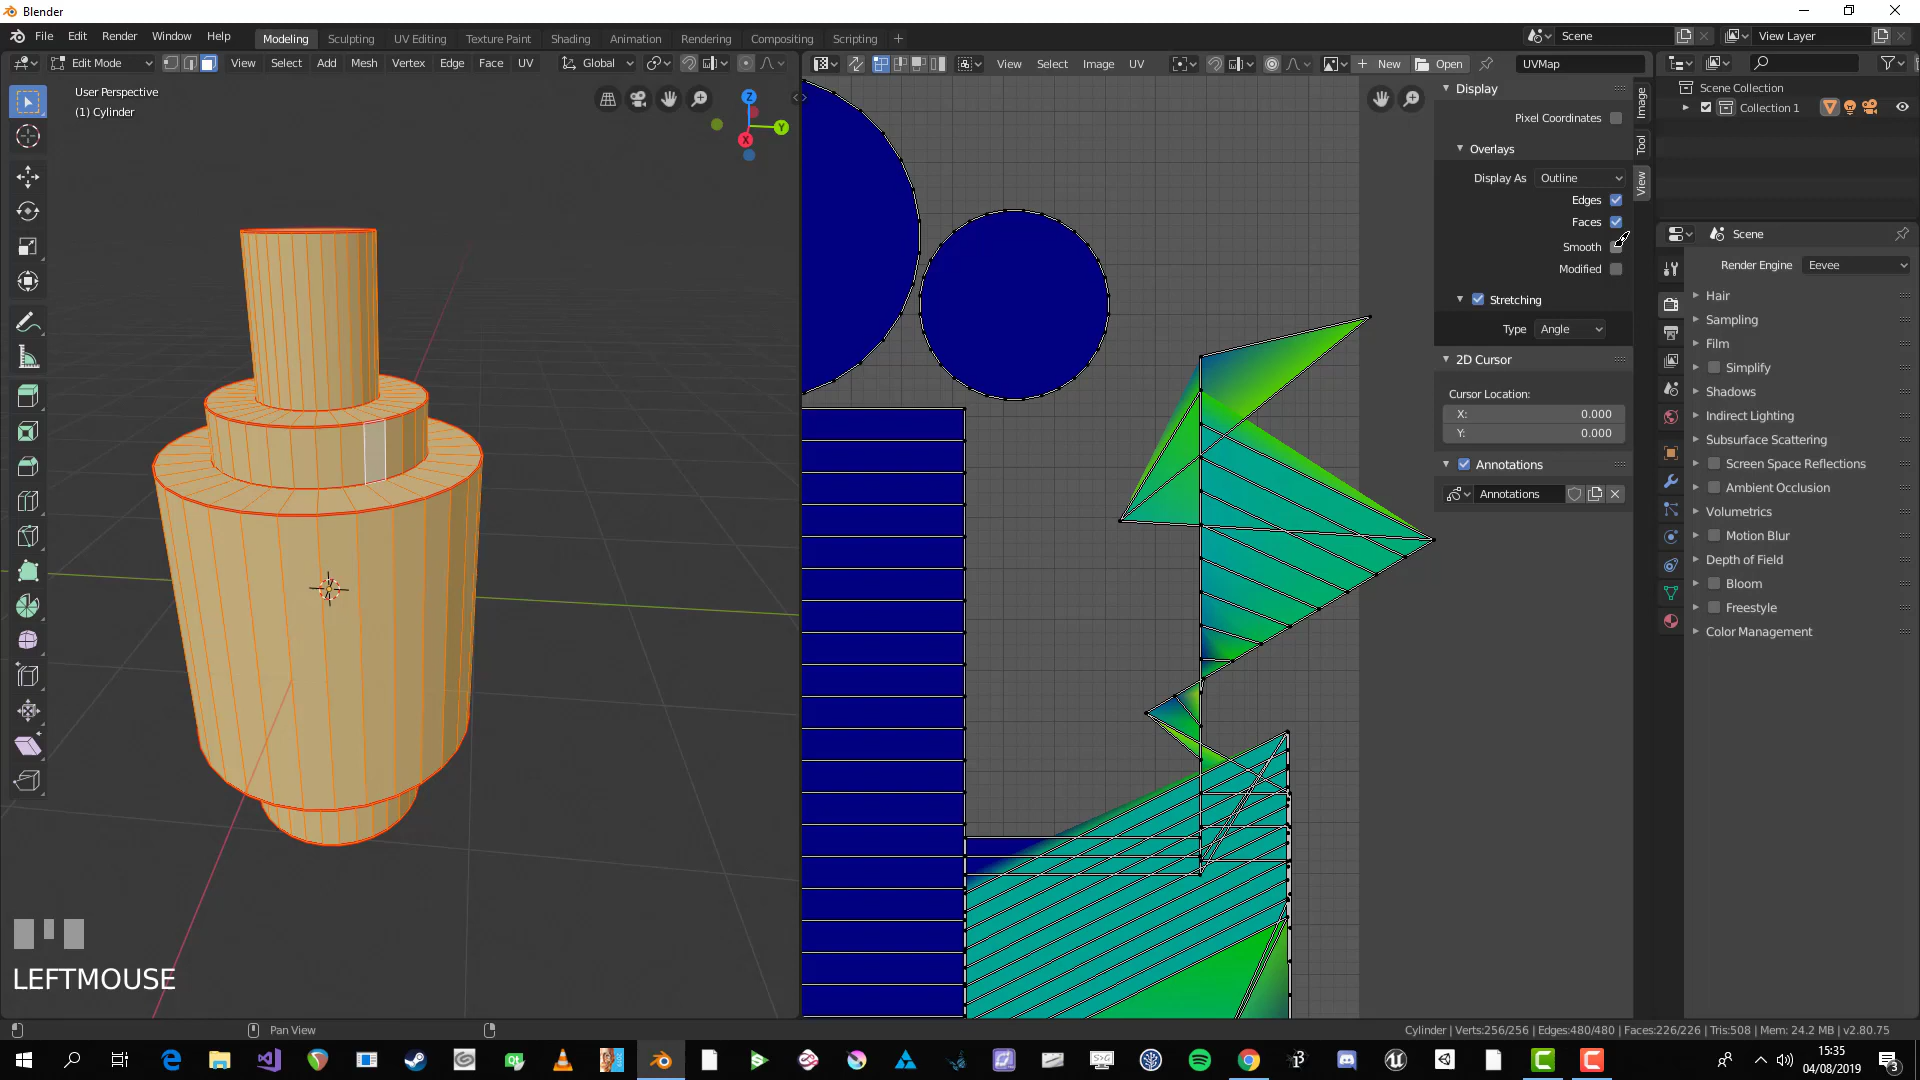 Blender
File Edit Render Window Help
Modeling Sculpting UV Editing Texture Paint Shading Animation Rendering Compositing Scripting
Scene
View Layer
Edit Mode View Select Add Mesh Vertex Edge Face UV Global
View Select Image UV New Open UVMap
User Perspective
(1) Cylinder
Z
Y
X
Display
Pixel Coordinates
Overlays
Display As Outline
Edges
Faces
Smooth
Modified
Stretching
Type Angle
2D Cursor
Cursor Location:
X: 0.000
Y: 0.000
Annotations
Annotations
Image
Tool
View
Scene Collection
Collection 1
Scene
Render Engine Eevee
Hair
Sampling
Film
Simplify
Shadows
Indirect Lighting
Subsurface Scattering
Screen Space Reflections
Ambient Occlusion
Volumetrics
Motion Blur
Depth of Field
Bloom
Freestyle
Color Management
LEFTMOUSE
Pan View
Cylinder | Verts:256/256 | Edges:480/480 | Faces:226/226 | Tris:508 | Mem: 24.2 MB | v2.80.75
15:35
04/08/2019
3